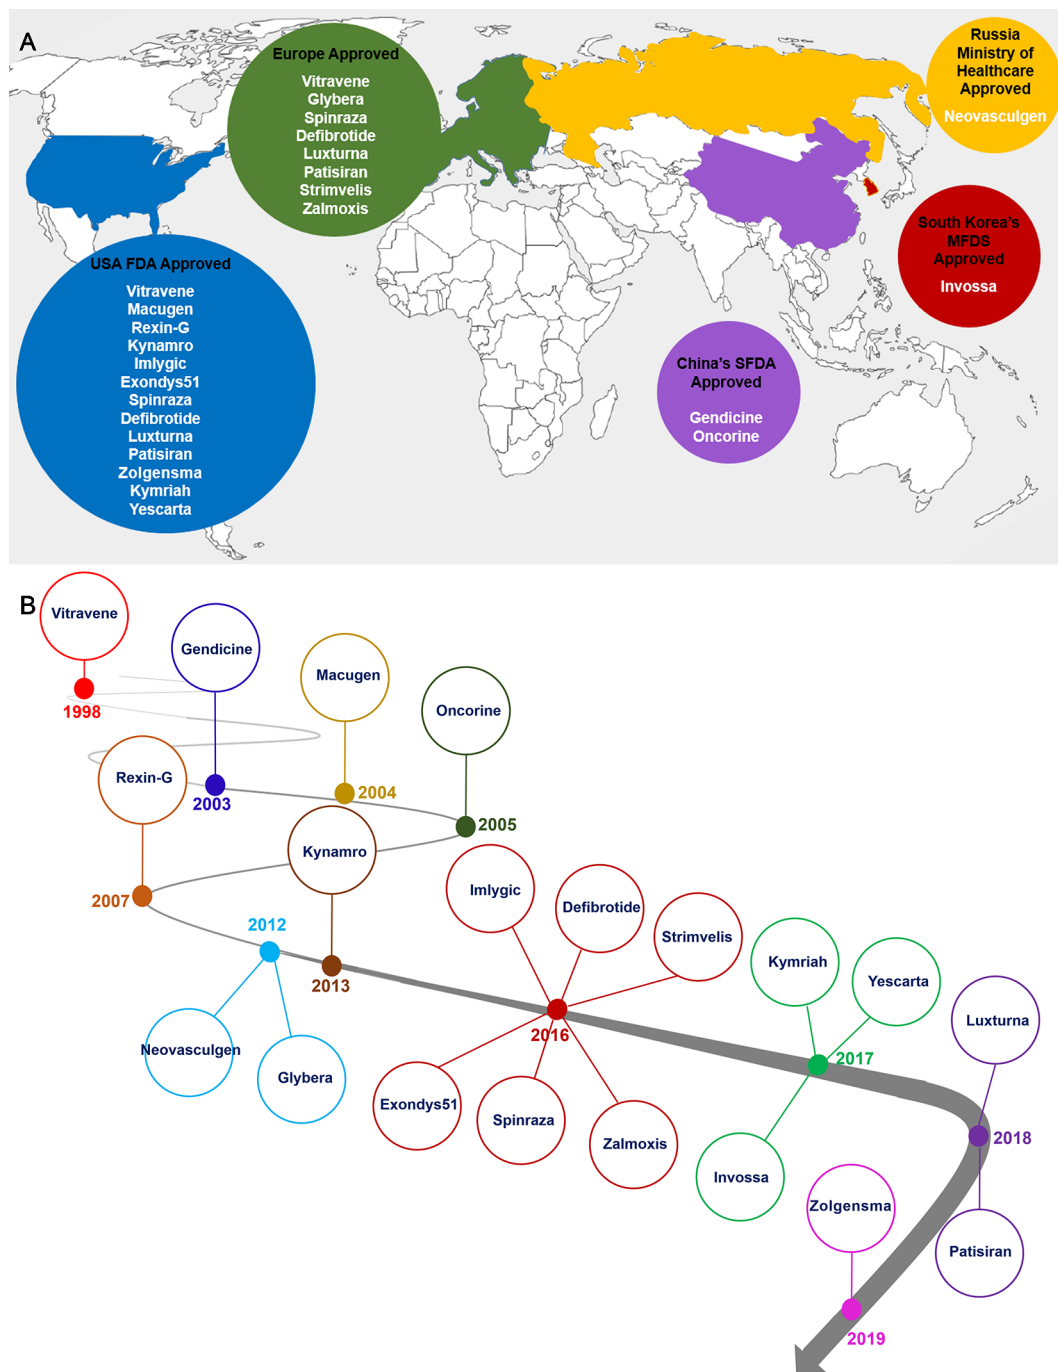 A
Europe Approved
Vitravene
Glybera
Spinraza
Defibrotide
Luxturna
Patisiran
Strimvelis
Zalmoxis
Russia
Ministry of
Healthcare
Approved
Neovasculgen
South Korea's
MFDS
Approved
Invossa
USA FDA Approved
Vitravene
Macugen
Rexin-G
Kynamro
Imlygic
Exondys51
Spinraza
Defibrotide
Luxturna
Patisiran
Zolgensma
Kymriah
Yescarta
China's SFDA
Approved
Gendicine
Oncorine
B
Vitravene
1998
Gendicine
2003
Macugen
2004
Oncorine
2005
Rexin-G
2007
2012
Neovasculgen
Glybera
Kynamro
2013
Imlygic
Defibrotide
Strimvelis
2016
Exondys51
Spinraza
Zalmoxis
Kymriah
Yescarta
2017
Invossa
Luxturna
2018
Patisiran
Zolgensma
2019